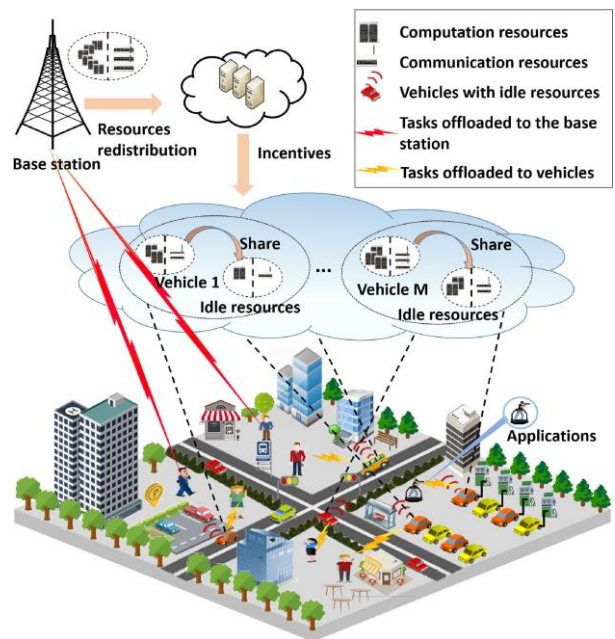 Computation resources
Communication resources
Vehicles with idle resources
Tasks offloaded to the base
station
Tasks offloaded to vehicles
Resources
redistribution
Base station
Incentives
Share
Vehicle 1
Idle resources
...
Share
Vehicle M
Idle resources
Applications
P